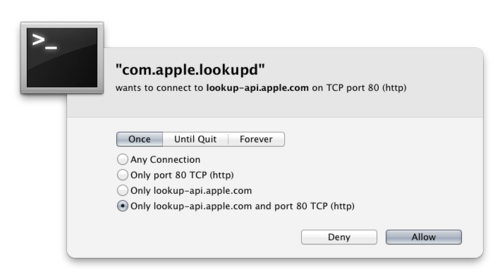 >_
"com.apple.lookupd"
wants to connect to lookup-api.apple.com on TCP port 80 (http)
Once Until Quit Forever
Any Connection
Only port 80 TCP (http)
Only lookup-api.apple.com
Only lookup-api.apple.com and port 80 TCP (http)
Deny Allow